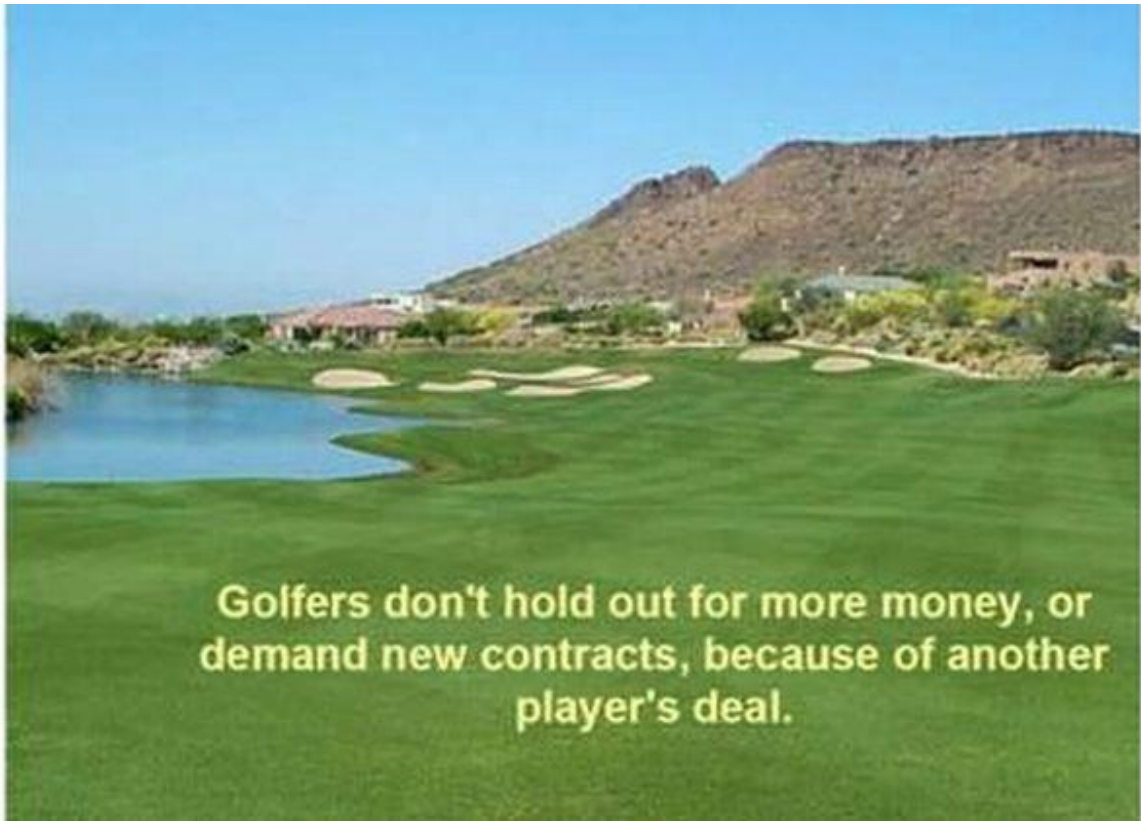 Golfers don't hold out for more money, or
demand new contracts, because of another
player's deal.